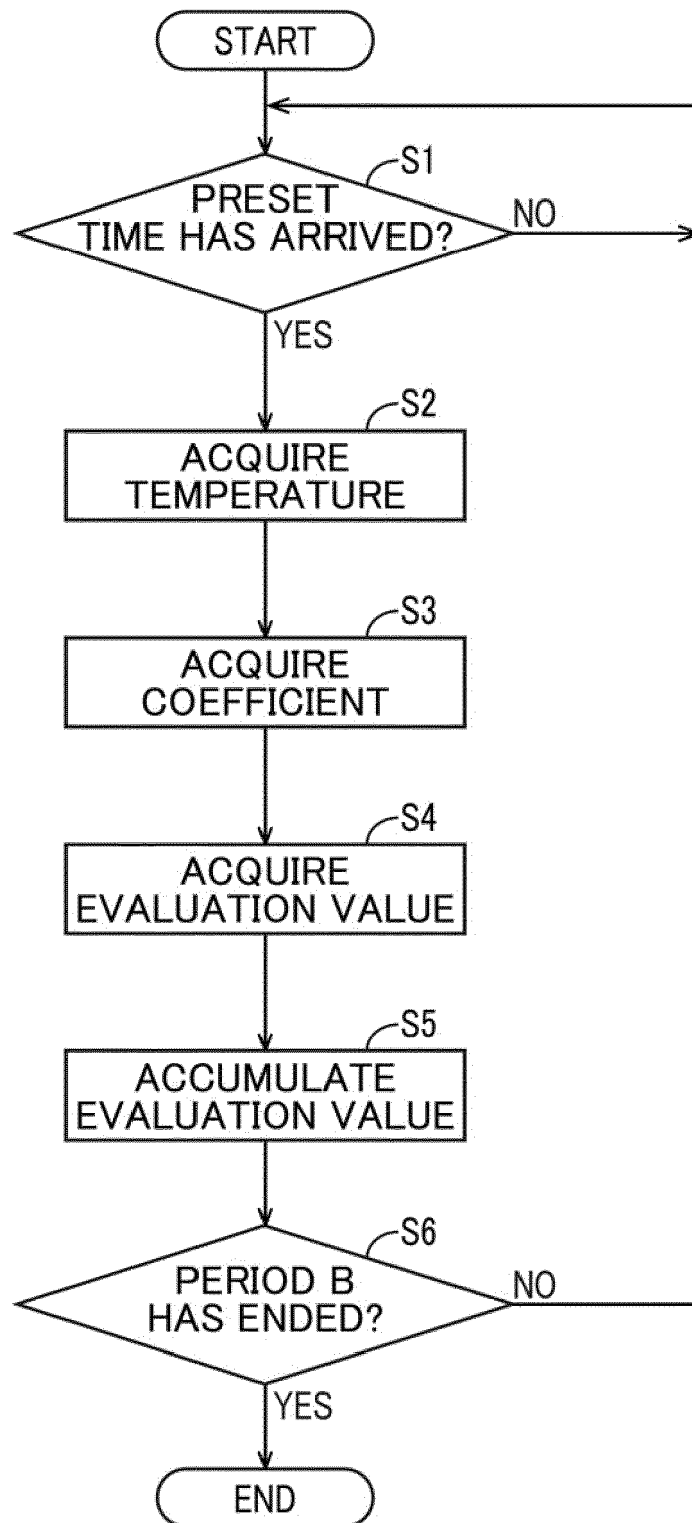 START
S1
PRESET
TIME HAS ARRIVED?
NO
YES
S2
ACQUIRE
TEMPERATURE
S3
ACQUIRE
COEFFICIENT
S4
ACQUIRE
EVALUATION VALUE
S5
ACCUMULATE
EVALUATION VALUE
S6
PERIOD B
HAS ENDED?
NO
YES
END